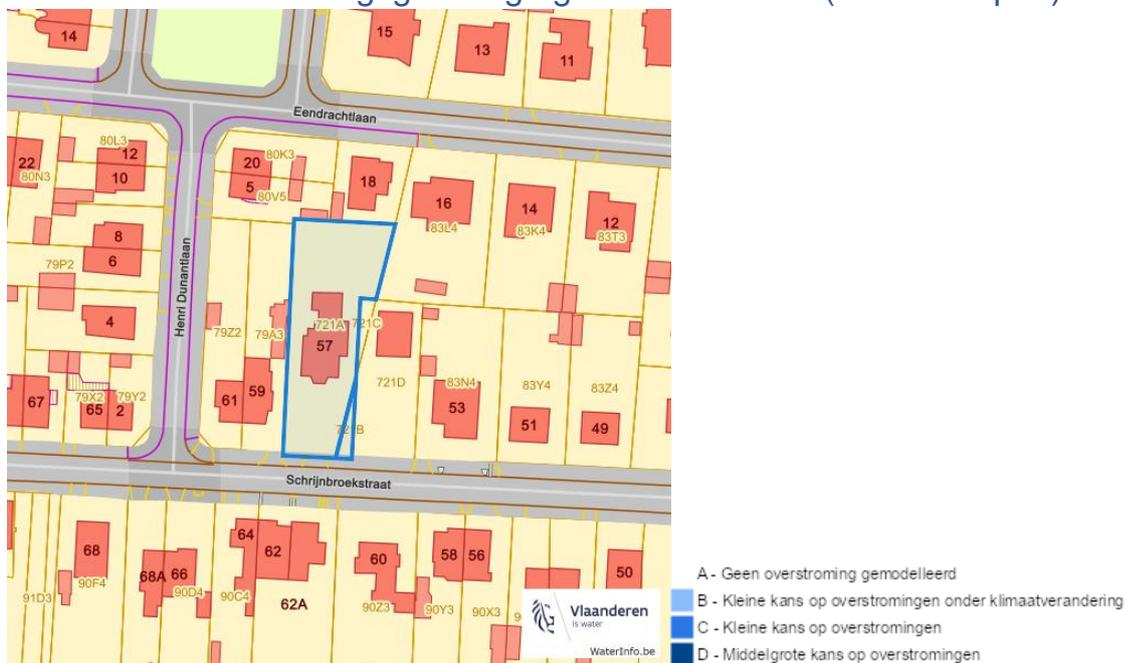 14
15
13
11
Eendrachtlaan
80L3
12
20
80K3
22
10
18
80N3
5
80V5
16
14
12
83L4
83K4
83T3
8
6
79P2
Henri Dunantlaan
4
79Z2
79A3
721A
721C
57
67
79X2
79Y2
65
2
61
59
721D
83N4
83Y4
83Z4
53
51
49
Schrijnbroekstraat
68
64
62
60
58
56
50
68A
66
90F4
91D3
90D4
90C4
62A
90Z3
90Y3
90X3
Vlaanderen
is water
WaterInfo.be
A - Geen overstroming gemodelleerd
B - Kleine kans op overstromingen onder klimaatverandering
C - Kleine kans op overstromingen
D - Middelgrote kans op overstromingen